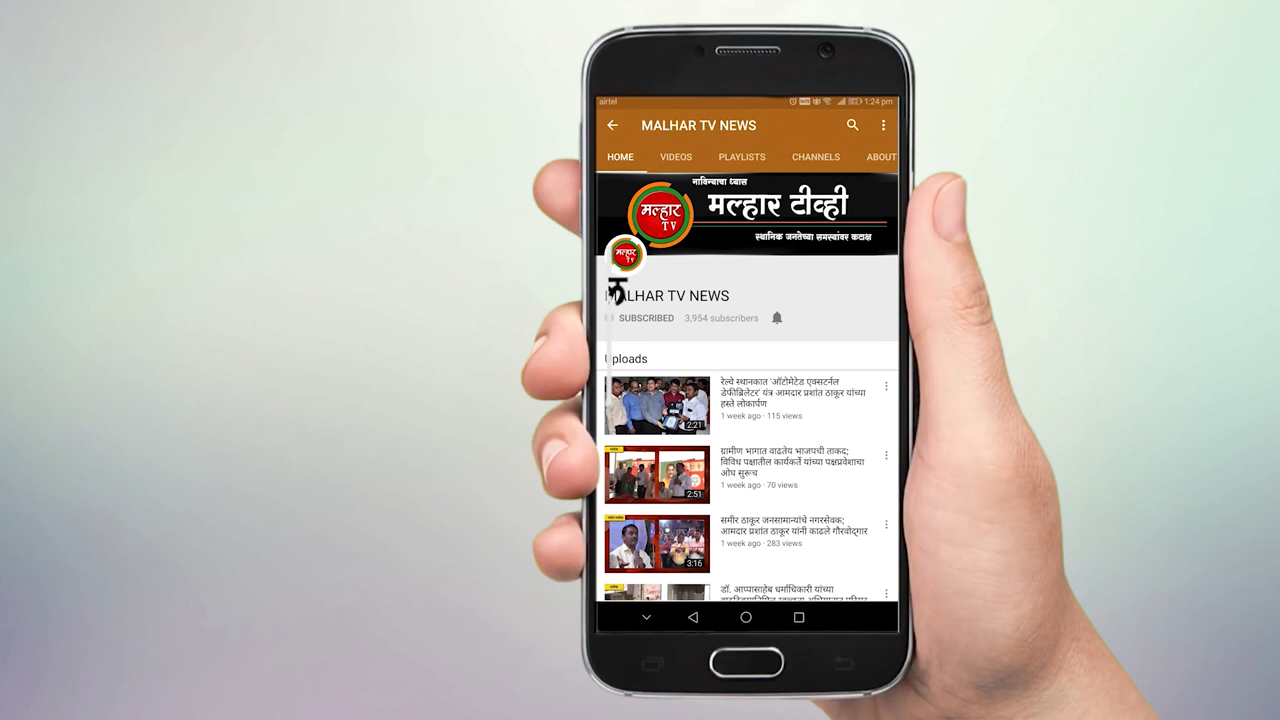 airtel 1:24 pm
MALHAR TV NEWS
HOME VIDEOS PLAYLISTS CHANNELS ABOUT
नाविन्याचा ध्यास
मल्हार टीव्ही
मल्हार
TV
स्थानिक जनतेच्या समस्यांवर कटाक्ष
मल्हार
TV
MALHAR TV NEWS
SUBSCRIBED 3,954 subscribers
Uploads
रेल्वे स्थानकात 'ऑटोमेटेड एक्सटर्नल
डेफीब्रिलेटर' यंत्र आमदार प्रशांत ठाकूर यांच्या
हस्ते लोकार्पण
1 week ago · 115 views
2:21
ग्रामीण भागात वाढतेय भाजपची ताकद;
विविध पक्षातील कार्यकर्ते यांच्या पक्षप्रवेशाचा
ओघ सुरूच
1 week ago · 70 views
2:51
समीर ठाकूर जनसामान्यांचे नगरसेवक;
आमदार प्रशांत ठाकूर यांनी काढले गौरवोद्गार
1 week ago · 283 views
3:16
डॉ. आप्पासाहेब धर्माधिकारी यांच्या